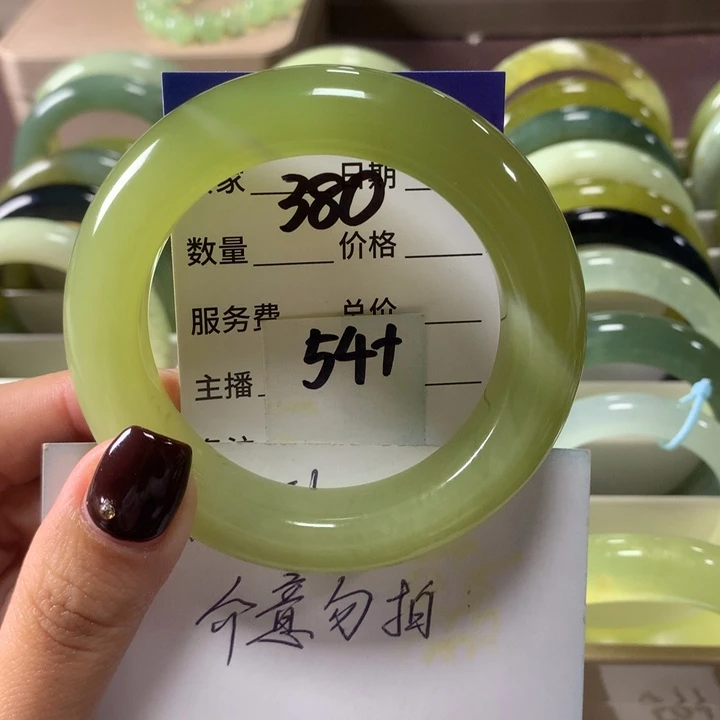 家 日期
380
数量 价格
服务费 总价
54+
主播
介意勿拍